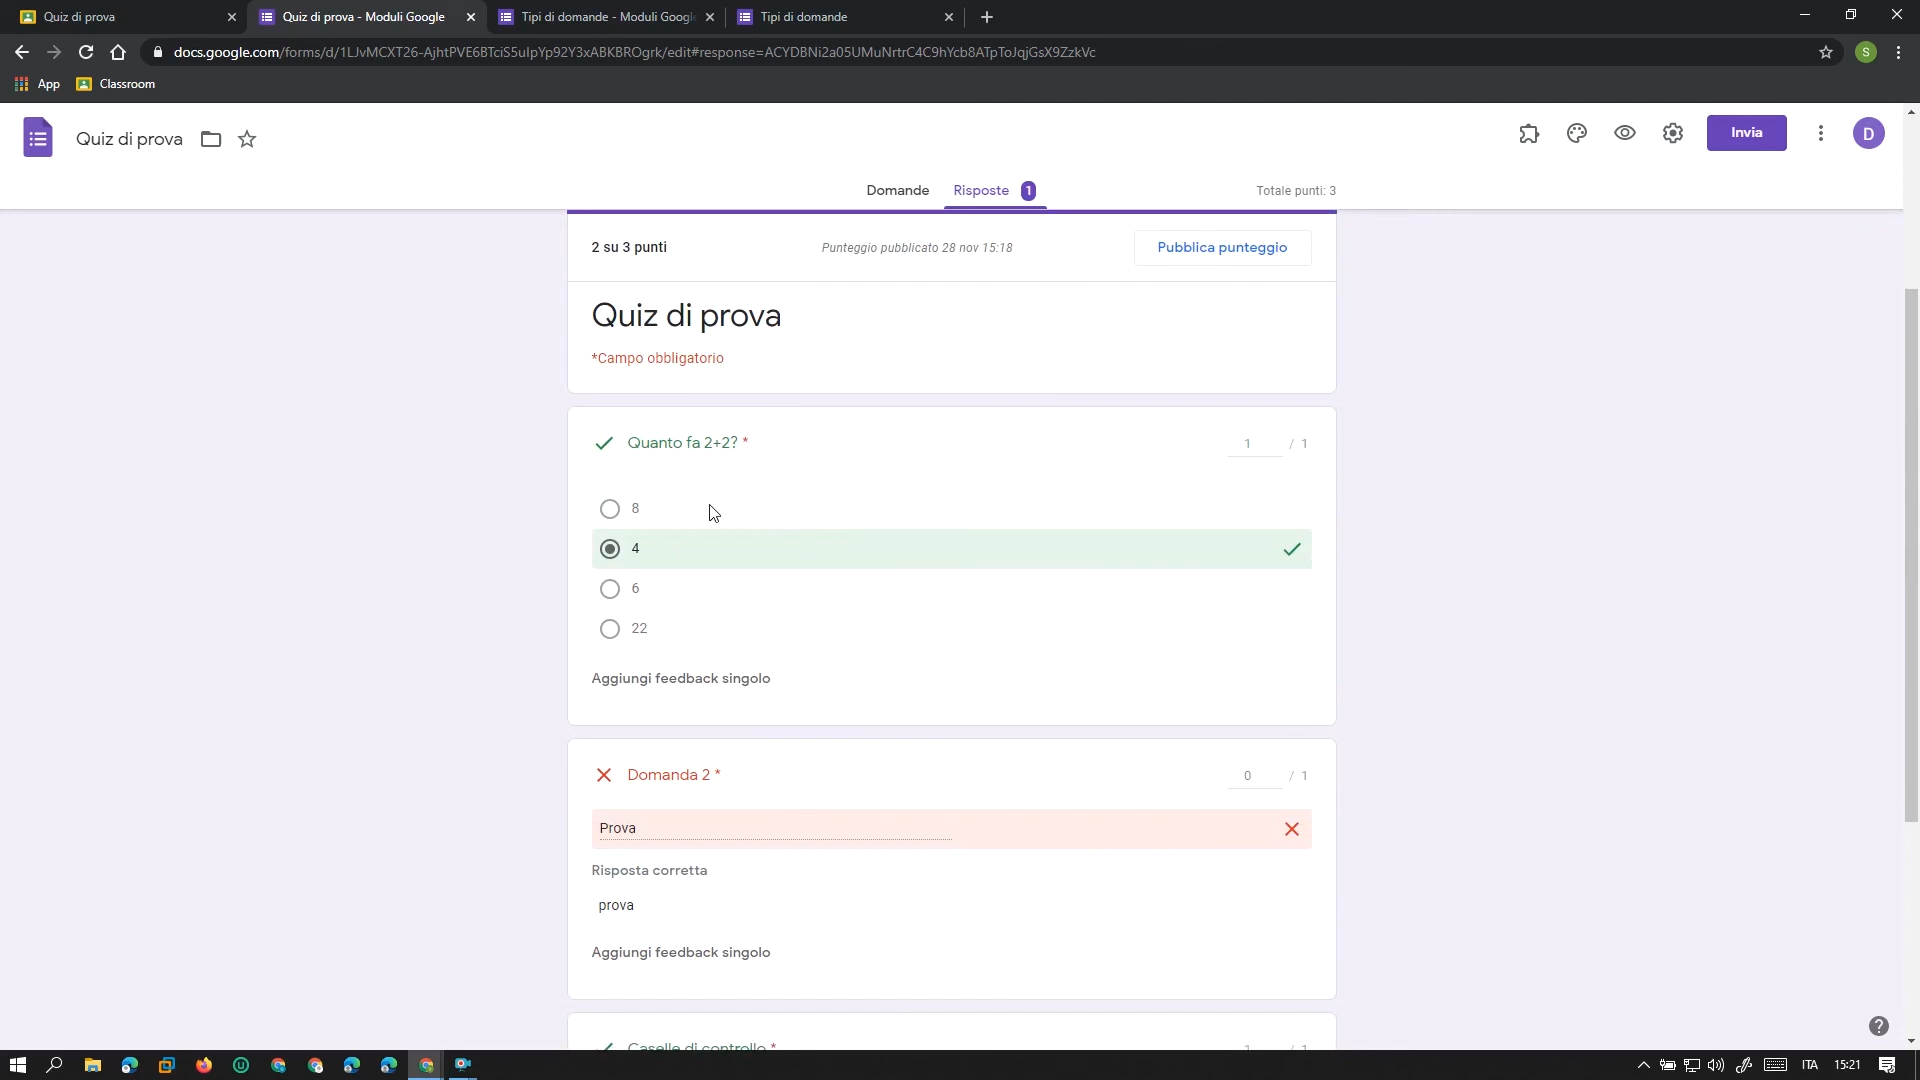 Quiz di prova
Quiz di prova - Moduli Google
Tipi di domande - Moduli Googl
Tipi di domande
docs.google.com/forms/d/1LJvMCXT26-AjhtPVE6BTciS5uIpYp92Y3xABKBROgrk/edit#response=ACYDBNi2a05UMuNrtrC4C9hYcb8ATpToJqjGsX9ZzkVc
S
App
Classroom
Quiz di prova
Invia
D
Domande
Risposte 1
Totale punti: 3
2 su 3 punti
Punteggio pubblicato 28 nov 15:18
Pubblica punteggio
Quiz di prova
*Campo obbligatorio
Quanto fa 2+2? *
1 / 1
8
4
6
22
Aggiungi feedback singolo
Domanda 2 *
0 / 1
Prova
Risposta corretta
prova
Aggiungi feedback singolo
Caselle di controllo *
1 / 1
ITA
15:21